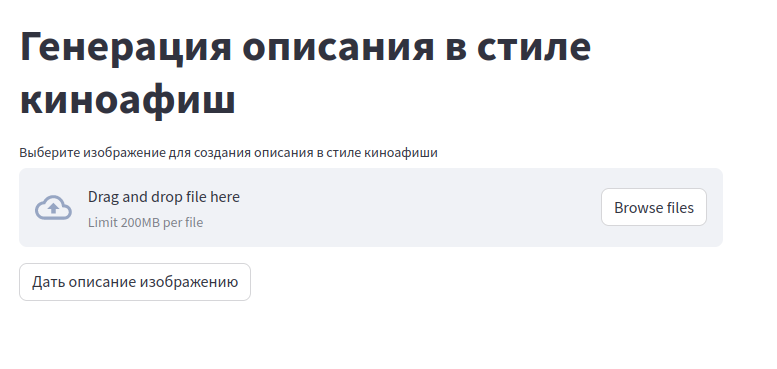 Генерация описания в стиле
киноафиш
Выберите изображение для создания описания в стиле киноафиши
Drag and drop file here
Limit 200MB per file
Browse files
Дать описание изображению